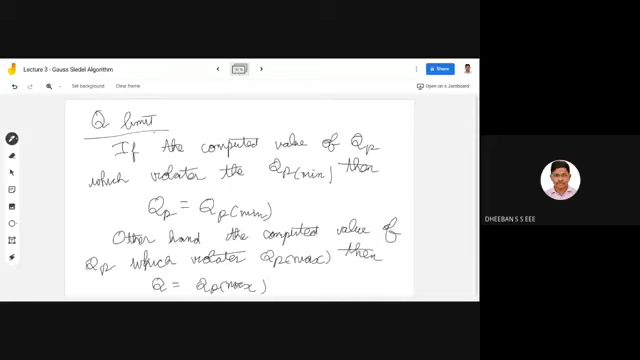 Lecture 3 - Gauss Siedel Algorithm
Share
Set background
Clear frame
Open on a Jamboard
Q limit
If the computed value of Qp
which violates the Qp(min) then
Qp = Qp(min)
Other hand the computed value of
Qp which violates Qp(max) then
Q = Qp(max)
DHEEBAN S S EEE